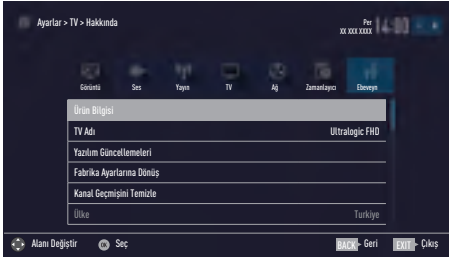 Ayarlar > TV > Hakkında
Per
XX XXX XXXX
14:00
Görüntü Ses Yayın TV Ağ Zamanlayıcı Ebeveyn
Ürün Bilgisi
TV Adı Ultralogic FHD
Yazılım Güncellemeleri
Fabrika Ayarlarına Dönüş
Kanal Geçmişini Temizle
Ülke Turkiye
Alanı Değiştir OK Seç BACK Geri EXIT Çıkış